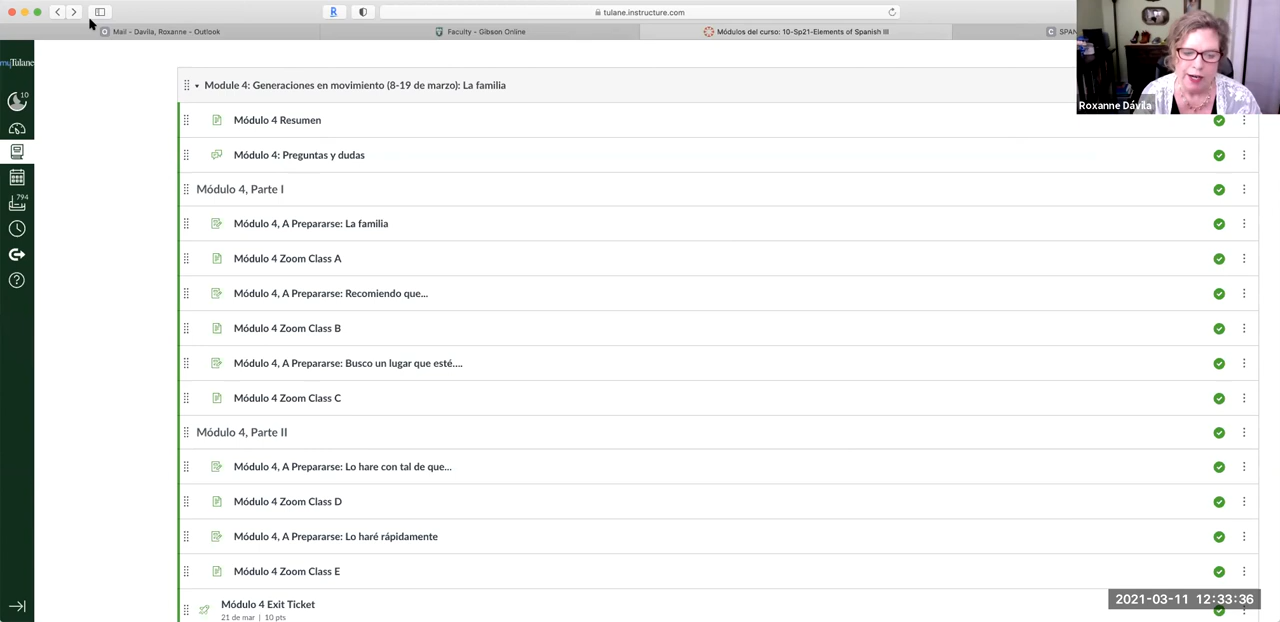 tulane.instructure.com
Mail - Davila, Roxanne - Outlook
Faculty - Gibson Online
Módulos del curso: 10-Sp21-Elements of Spanish III
SPAN
Roxanne Dávila
myTulane
10
794
Module 4: Generaciones en movimiento (8-19 de marzo): La familia
Módulo 4 Resumen
Módulo 4: Preguntas y dudas
Módulo 4, Parte I
Módulo 4, A Prepararse: La familia
Módulo 4 Zoom Class A
Módulo 4, A Prepararse: Recomiendo que...
Módulo 4 Zoom Class B
Módulo 4, A Prepararse: Busco un lugar que esté....
Módulo 4 Zoom Class C
Módulo 4, Parte II
Módulo 4, A Prepararse: Lo hare con tal de que...
Módulo 4 Zoom Class D
Módulo 4, A Prepararse: Lo haré rápidamente
Módulo 4 Zoom Class E
Módulo 4 Exit Ticket
21 de mar | 10 pts
2021-03-11 12:33:36